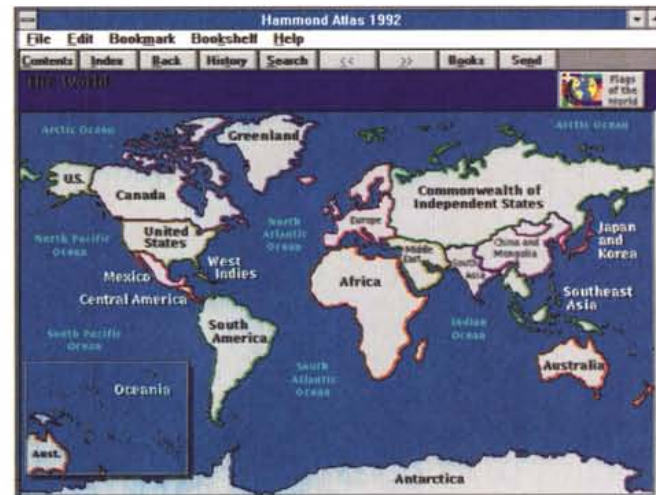 Hammond Atlas 1992
File Edit Bookmark Bookshelf Help
Contents Index Back History Search << >> Books Send
The World
Flags
of the
World
Arctic Ocean
Arctic Ocean
Greenland
U.S.
Canada
Commonwealth of
Independent States
Europe
United
States
North
Atlantic
Ocean
North Pacific
Ocean
Japan
and
Korea
China and
Mongolia
Middle
East
South
Asia
West
Indies
Mexico
Central America
Africa
Southeast
Asia
South Pacific
Ocean
South
America
Indian
Ocean
South
Atlantic
Ocean
Australia
Oceania
Aust.
Antarctica